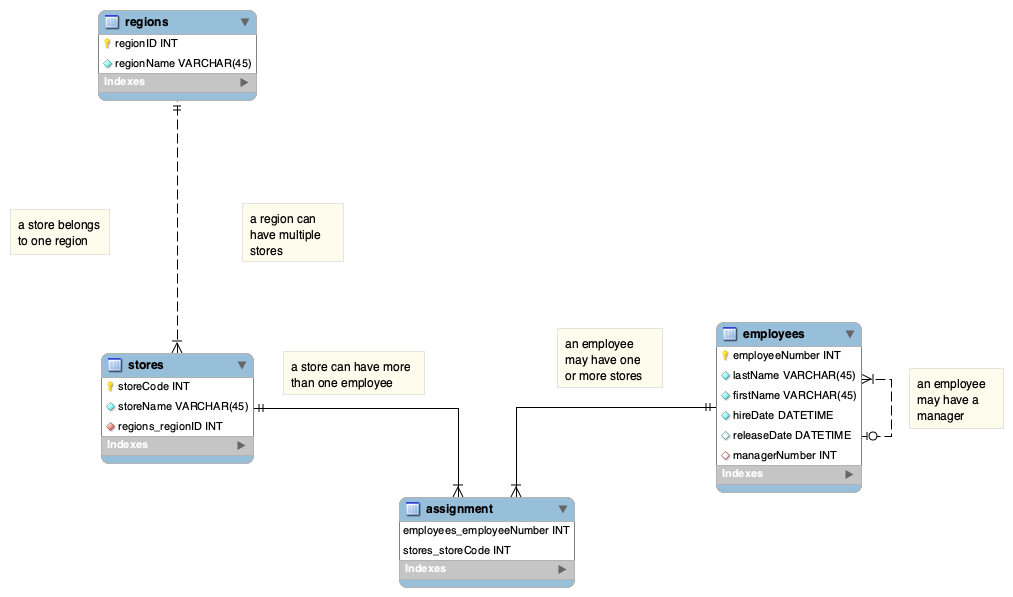 regions
regionID INT
regionName VARCHAR(45)
Indexes
a store belongs
to one region
a region can
have multiple
stores
stores
storeCode INT
storeName VARCHAR(45)
regions_regionID INT
Indexes
a store can have more
than one employee
an employee
may have one
or more stores
employees
employeeNumber INT
lastName VARCHAR(45)
firstName VARCHAR(45)
hireDate DATETIME
releaseDate DATETIME
managerNumber INT
Indexes
an employee
may have a
manager
assignment
employees_employeeNumber INT
stores_storeCode INT
Indexes